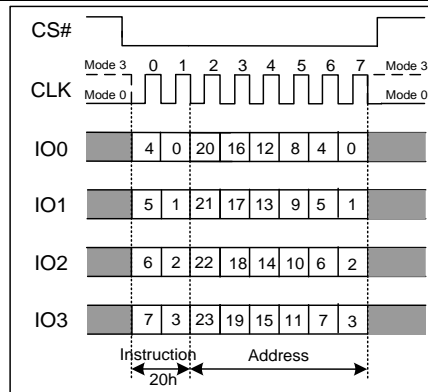 CS#
0 1 2 3 4 5 6 7
Mode 3 Mode 3
CLK
Mode 0 Mode 0
IO0 4 0 20 16 12 8 4 0
IO1 5 1 21 17 13 9 5 1
IO2 6 2 22 18 14 10 6 2
IO3 7 3 23 19 15 11 7 3
Instruction Address
20h